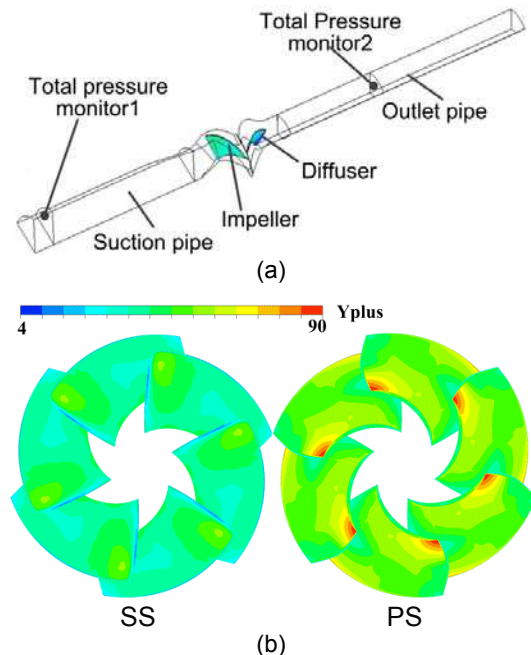 Total Pressure
monitor2
Total pressure
monitor1
Outlet pipe
Diffuser
Impeller
Suction pipe
(a)
4 90 Yplus
SS PS
(b)